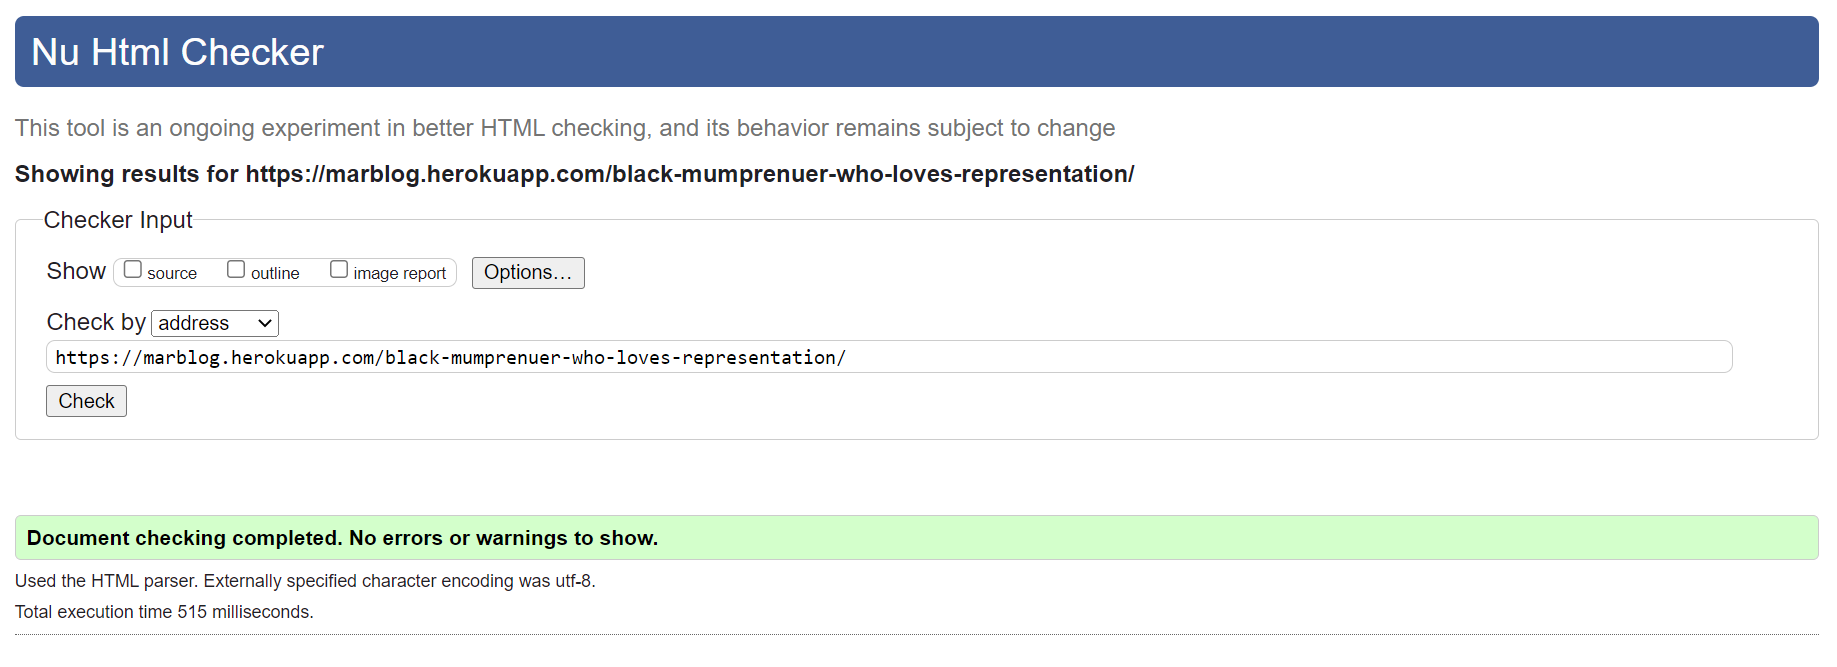 Nu Html Checker
This tool is an ongoing experiment in better HTML checking, and its behavior remains subject to change
Showing results for https://marblog.herokuapp.com/black-mumprenuer-who-loves-representation/
Checker Input
Show source outline image report Options...
Check by address
https://marblog.herokuapp.com/black-mumprenuer-who-loves-representation/
Check
Document checking completed. No errors or warnings to show.
Used the HTML parser. Externally specified character encoding was utf-8.
Total execution time 515 milliseconds.